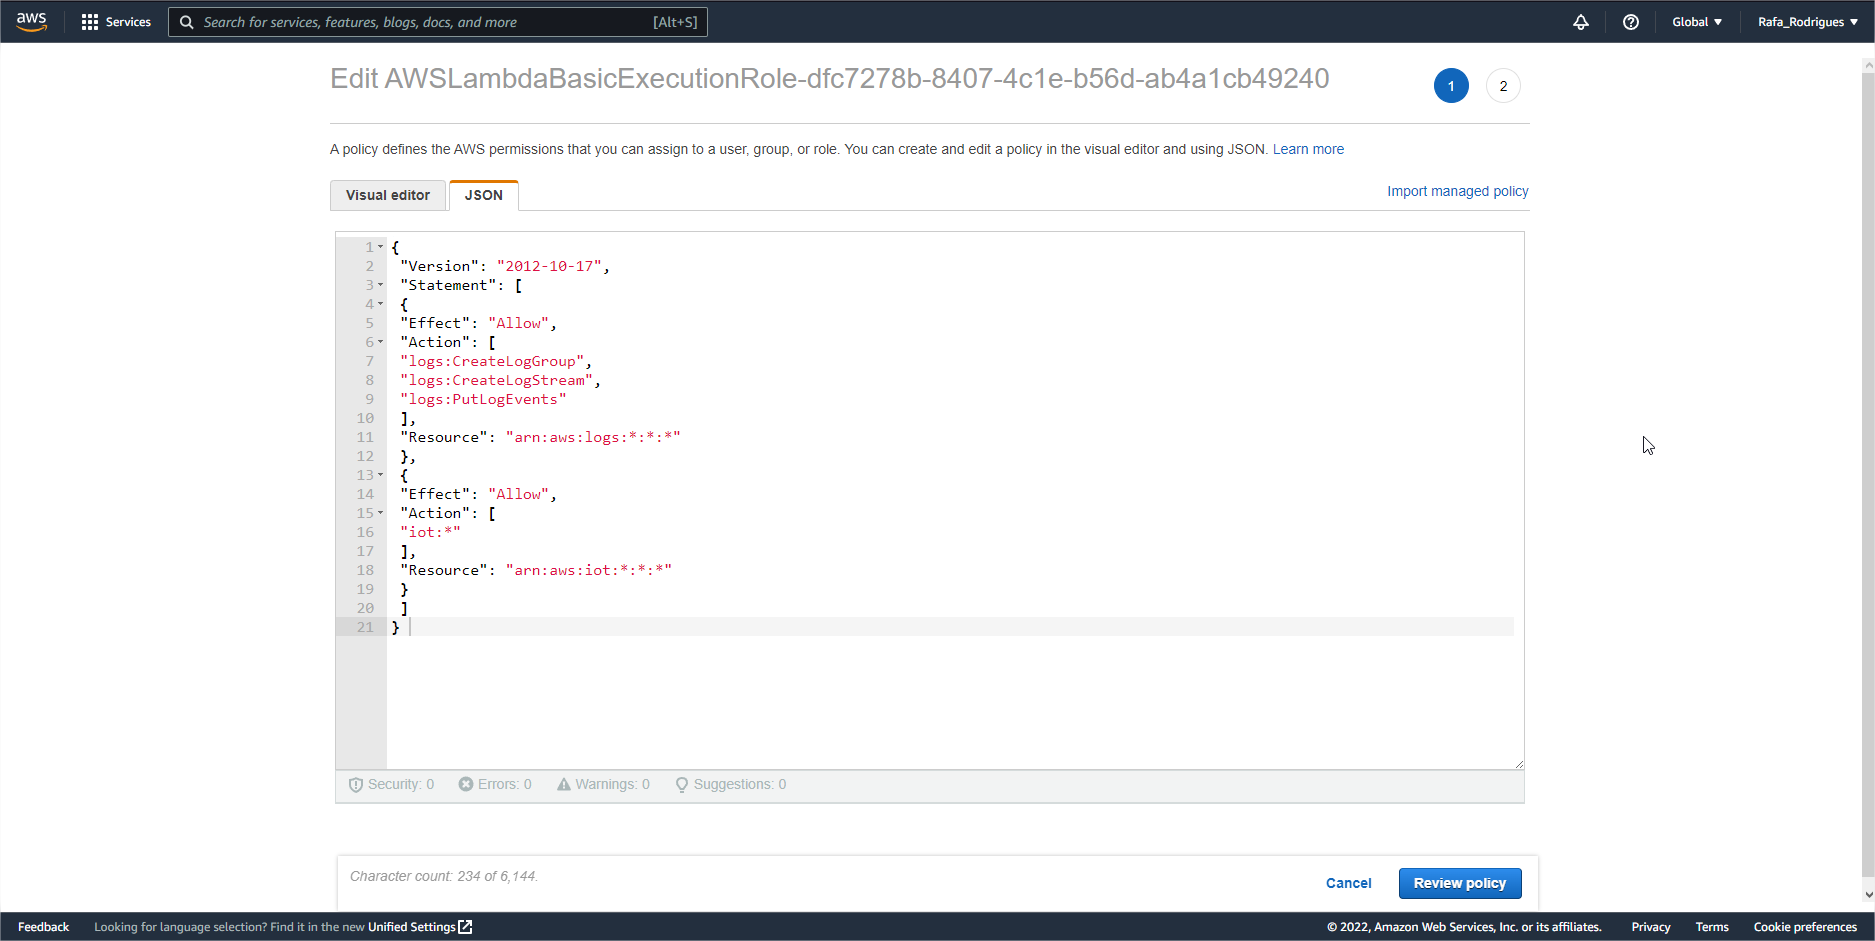 aws
Services
Search for services, features, blogs, docs, and more
[Alt+S]
Global
Rafa_Rodrigues
Edit AWSLambdaBasicExecutionRole-dfc7278b-8407-4c1e-b56d-ab4a1cb49240
1
2
A policy defines the AWS permissions that you can assign to a user, group, or role. You can create and edit a policy in the visual editor and using JSON. Learn more
Visual editor
JSON
Import managed policy
1 {
2 "Version": "2012-10-17",
3 "Statement": [
4 {
5 "Effect": "Allow",
6 "Action": [
7 "logs:CreateLogGroup",
8 "logs:CreateLogStream",
9 "logs:PutLogEvents"
10 ],
11 "Resource": "arn:aws:logs:*:*:*"
12 },
13 {
14 "Effect": "Allow",
15 "Action": [
16 "iot:*"
17 ],
18 "Resource": "arn:aws:iot:*:*:*"
19 }
20 ]
21 }
Security: 0
Errors: 0
Warnings: 0
Suggestions: 0
Character count: 234 of 6,144.
Cancel
Review policy
Feedback
Looking for language selection? Find it in the new Unified Settings
© 2022, Amazon Web Services, Inc. or its affiliates.
Privacy
Terms
Cookie preferences